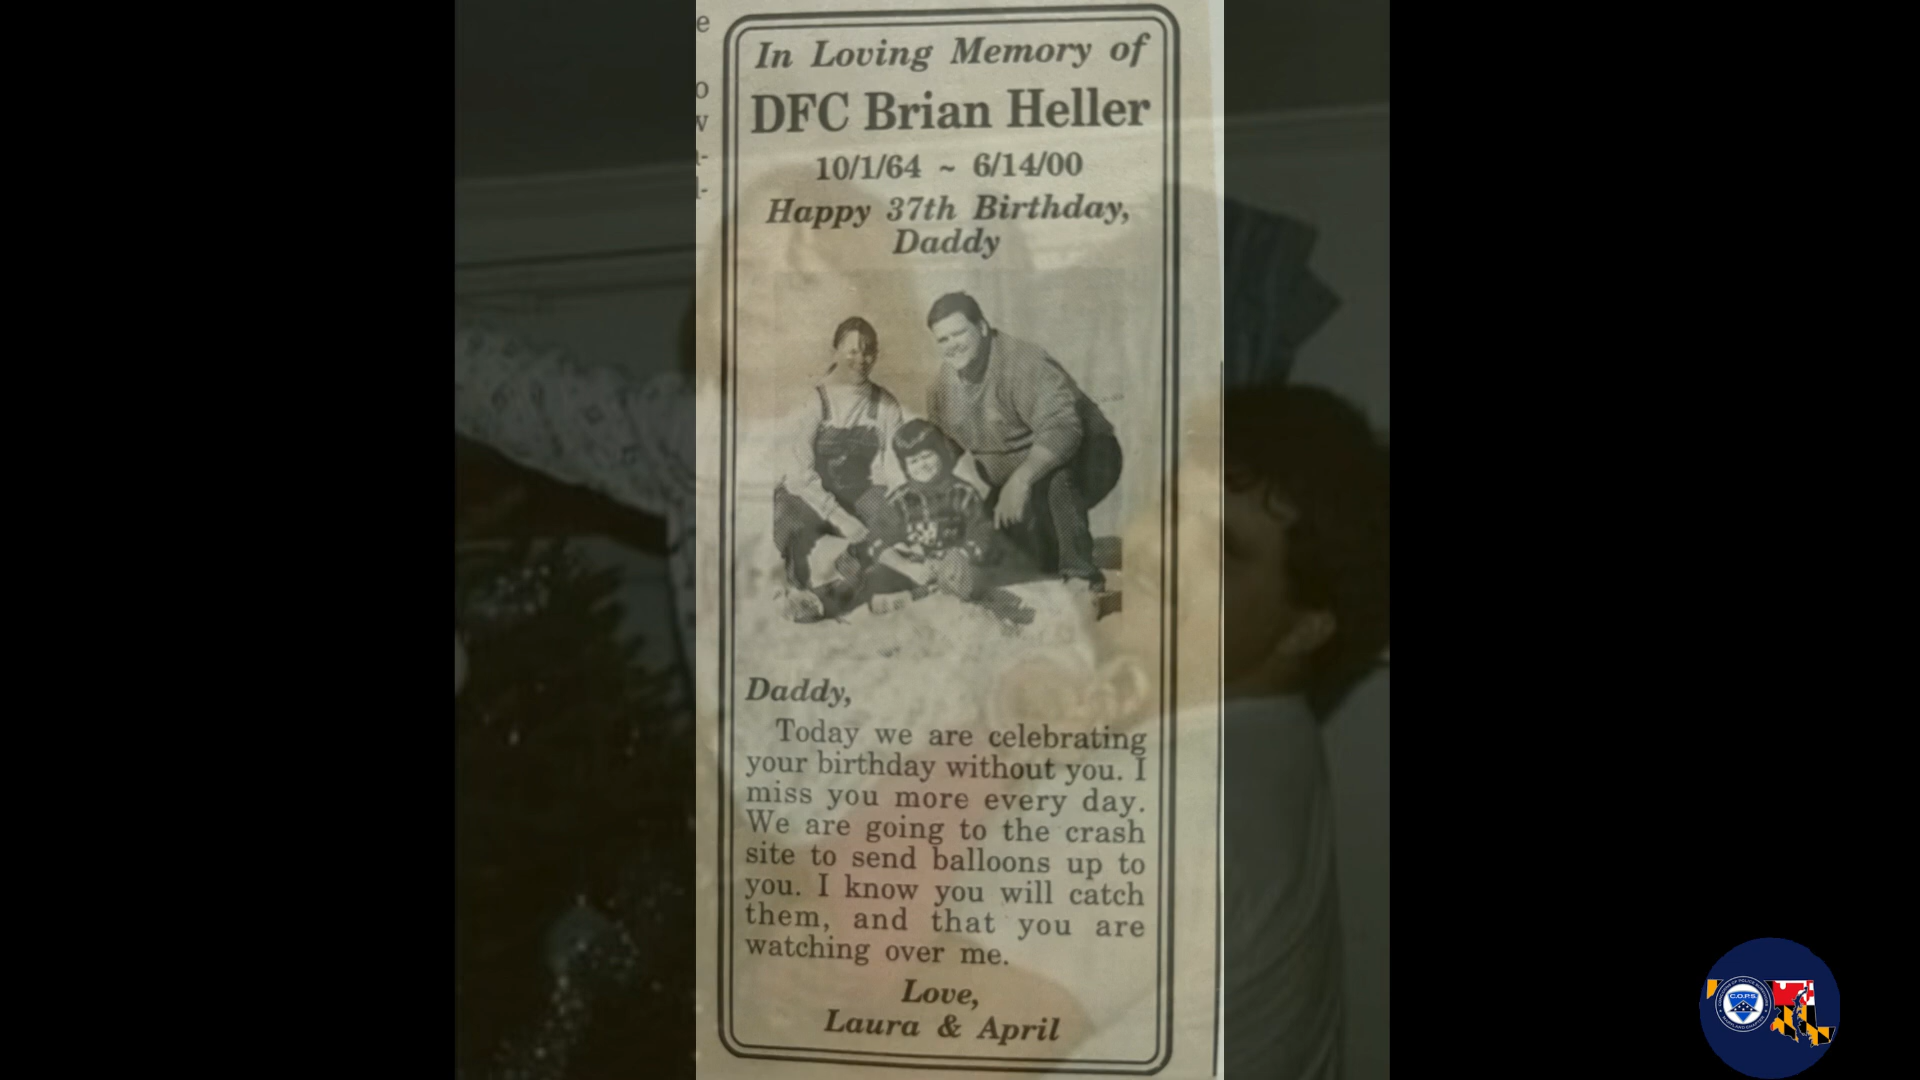 In Loving Memory of
DFC Brian Heller
10/1/64 ~ 6/14/00
Happy 37th Birthday,
Daddy
Daddy,
Today we are celebrating
your birthday without you. I
miss you more every day.
We are going to the crash
site to send balloons up to
you. I know you will catch
them, and that you are
watching over me.
Love,
Laura & April
C.O.P.S.